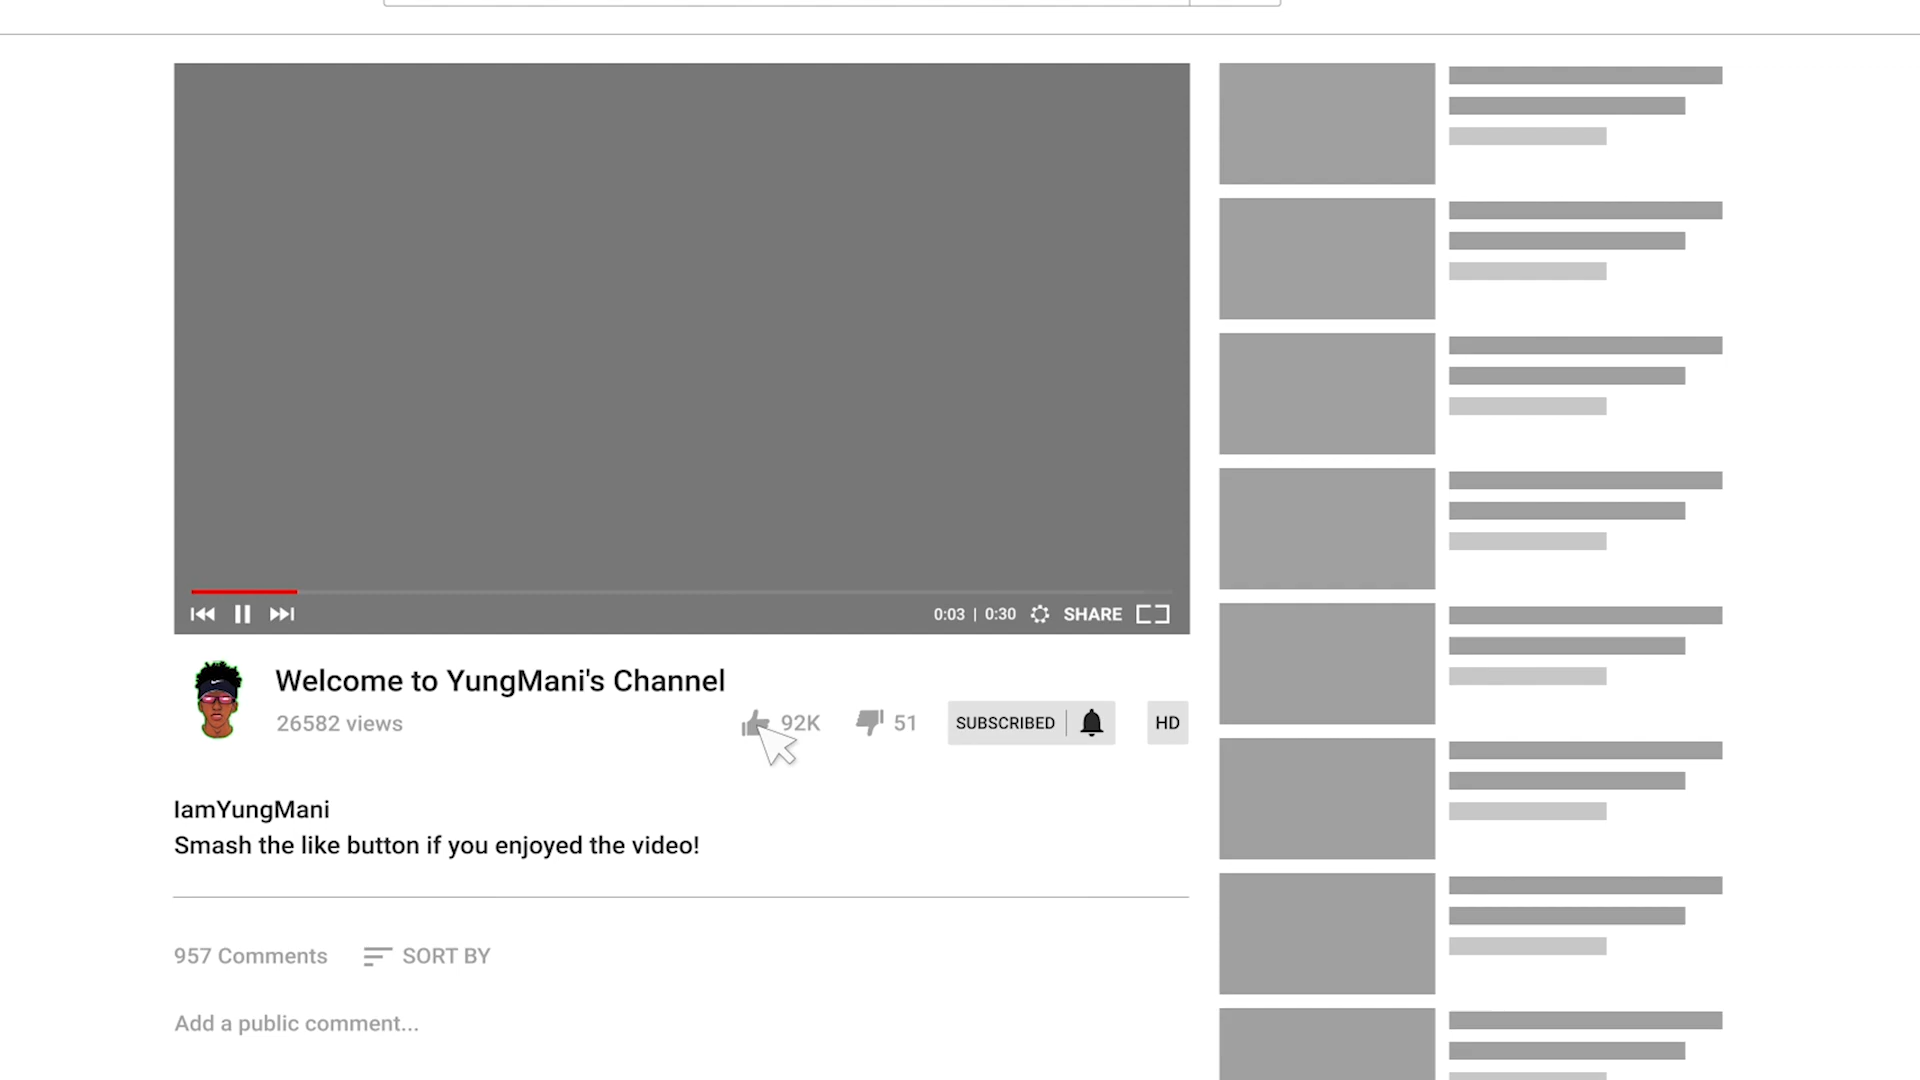 0:03 | 0:30 SHARE
Welcome to YungMani's Channel
26582 views 92K 51 SUBSCRIBED HD
IamYungMani
Smash the like button if you enjoyed the video!
957 Comments SORT BY
Add a public comment...